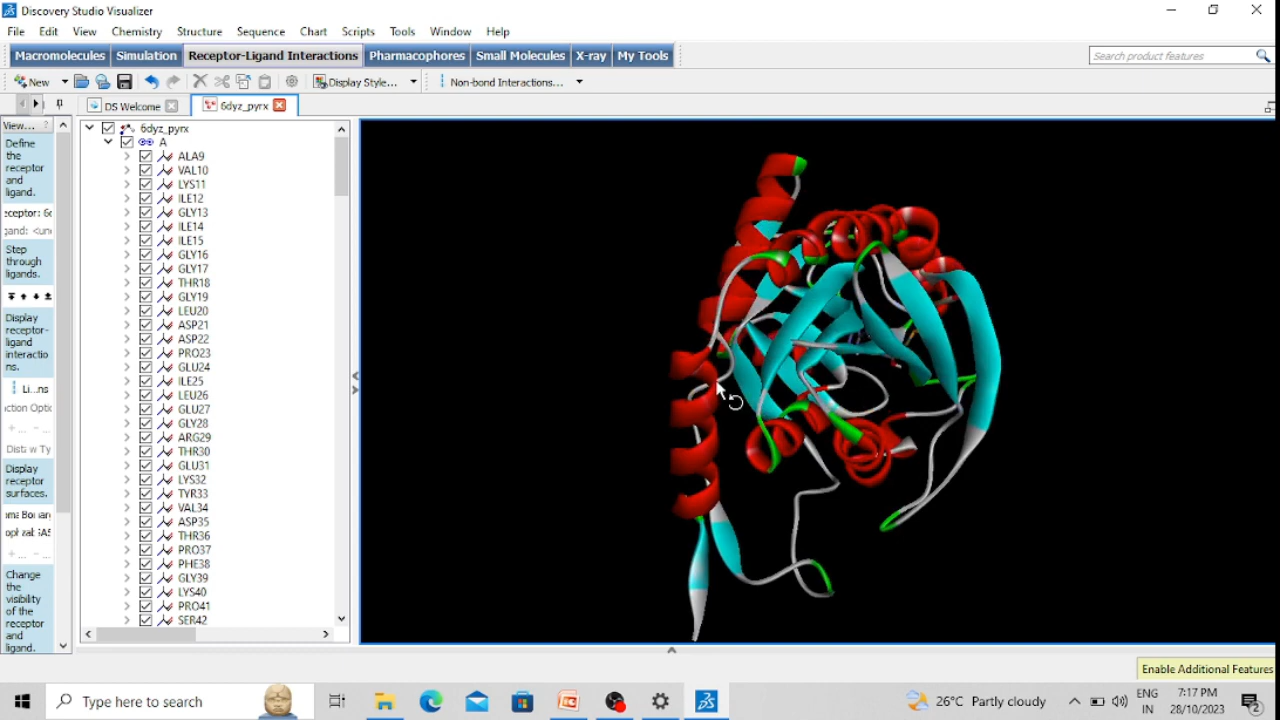 Discovery Studio Visualizer
File Edit View Chemistry Structure Sequence Chart Scripts Tools Window Help
Macromolecules Simulation Receptor-Ligand Interactions Pharmacophores Small Molecules X-ray My Tools
Search product features
New Display Style... Non-bond Interactions...
DS Welcome 6dyz_pyrx
View... ?
Define
the
receptor
and
ligand.
Step
through
ligands.
Display
receptor-
ligand
interactio
ns.
Li...ns
Display
receptor
surfaces.
Change
the
visibility
of the
receptor
and
ligand.
6dyz_pyrx
A
ALA9
VAL10
LYS11
ILE12
GLY13
ILE14
ILE15
GLY16
GLY17
THR18
GLY19
LEU20
ASP21
ASP22
PRO23
GLU24
ILE25
LEU26
GLU27
GLY28
ARG29
THR30
GLU31
LYS32
TYR33
VAL34
ASP35
THR36
PRO37
PHE38
GLY39
LYS40
PRO41
SER42
Enable Additional Features
Type here to search
26°C Partly cloudy
ENG
IN
7:17 PM
28/10/2023
2